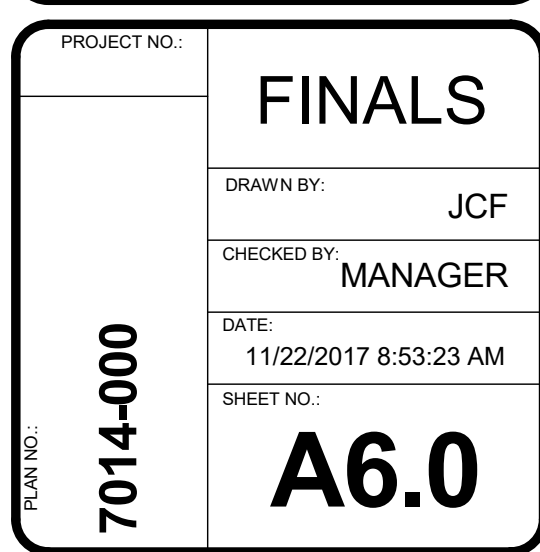 PROJECT NO.:
FINALS
DRAWN BY:
JCF
CHECKED BY:
MANAGER
DATE:
11/22/2017 8:53:23 AM
SHEET NO.:
A6.0
PLAN NO.:
7014-000